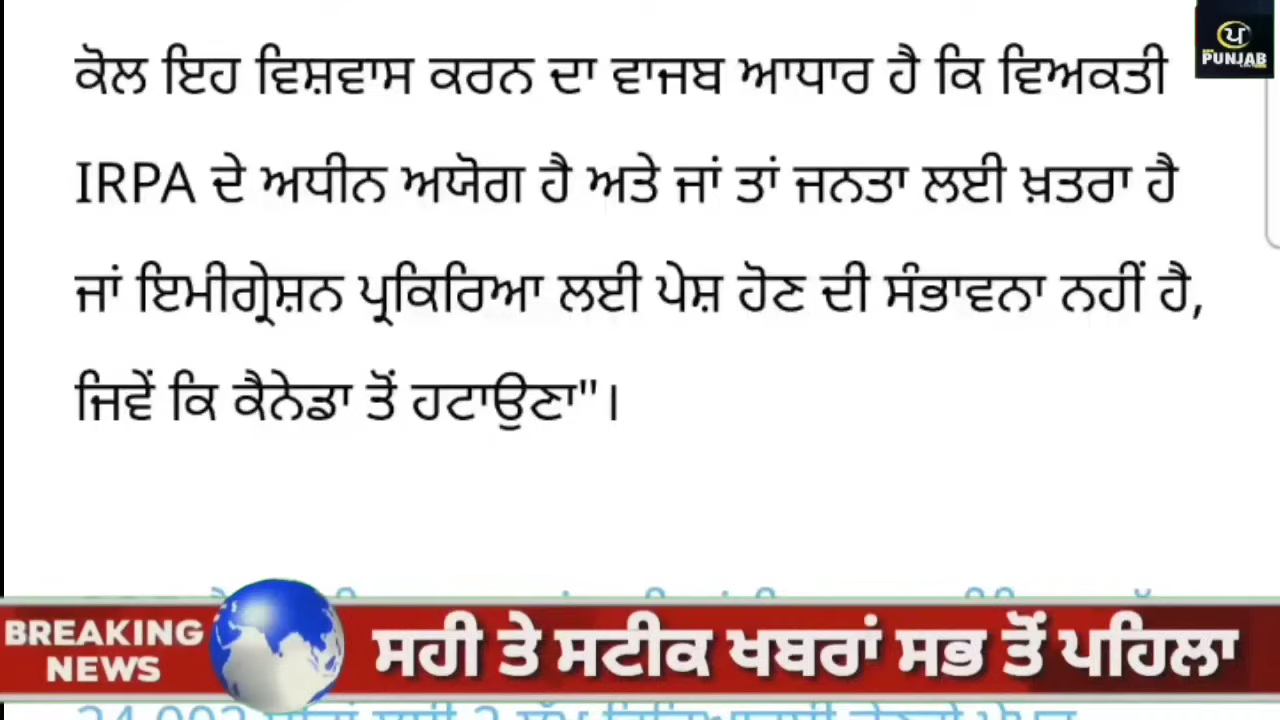 ਪ
PUNJAB
ਕੋਲ ਇਹ ਵਿਸ਼ਵਾਸ ਕਰਨ ਦਾ ਵਾਜਬ ਆਧਾਰ ਹੈ ਕਿ ਵਿਅਕਤੀ
IRPA ਦੇ ਅਧੀਨ ਅਯੋਗ ਹੈ ਅਤੇ ਜਾਂ ਤਾਂ ਜਨਤਾ ਲਈ ਖ਼ਤਰਾ ਹੈ
ਜਾਂ ਇਮੀਗ੍ਰੇਸ਼ਨ ਪ੍ਰਕਿਰਿਆ ਲਈ ਪੇਸ਼ ਹੋਣ ਦੀ ਸੰਭਾਵਨਾ ਨਹੀਂ ਹੈ,
ਜਿਵੇਂ ਕਿ ਕੈਨੇਡਾ ਤੋਂ ਹਟਾਉਣਾ"।
BREAKING
NEWS
ਸਹੀ ਤੇ ਸਟੀਕ ਖਬਰਾਂ ਸਭ ਤੋਂ ਪਹਿਲਾ